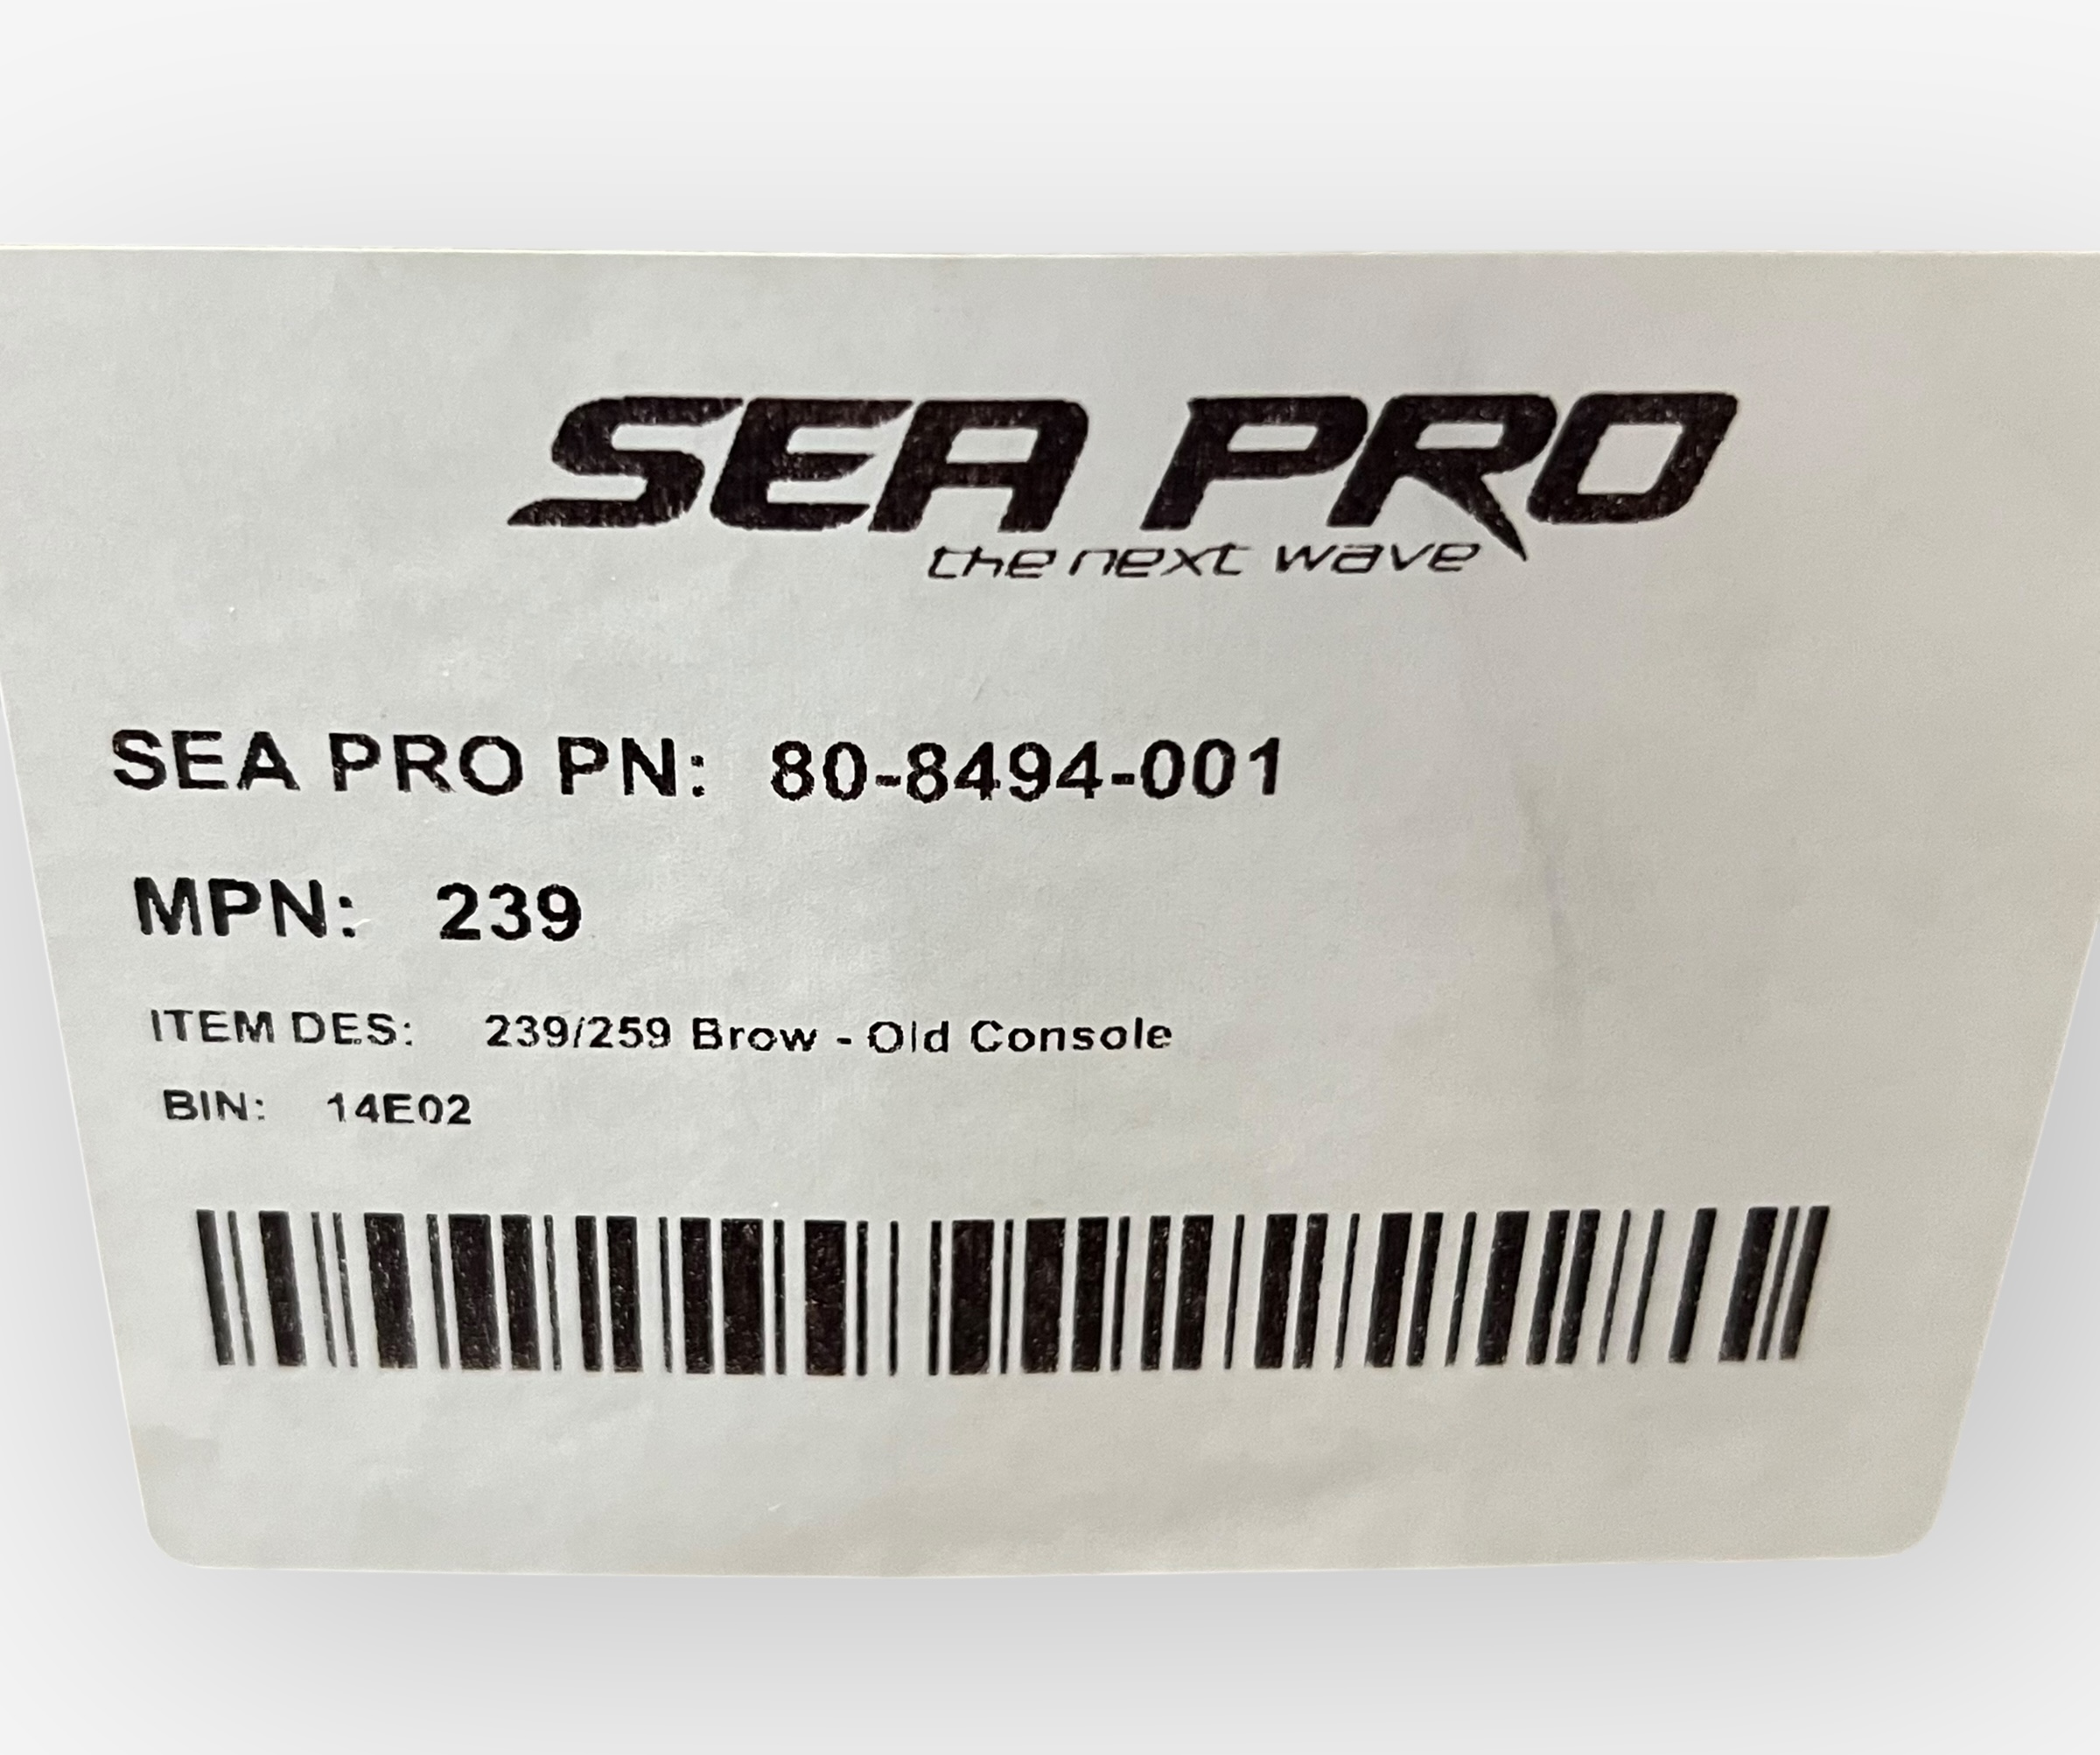 SEA PRO
the next wave
SEA PRO PN: 80-8494-001
MPN: 239
ITEM DES: 239/259 Brow - Old Console
BIN: 14E02